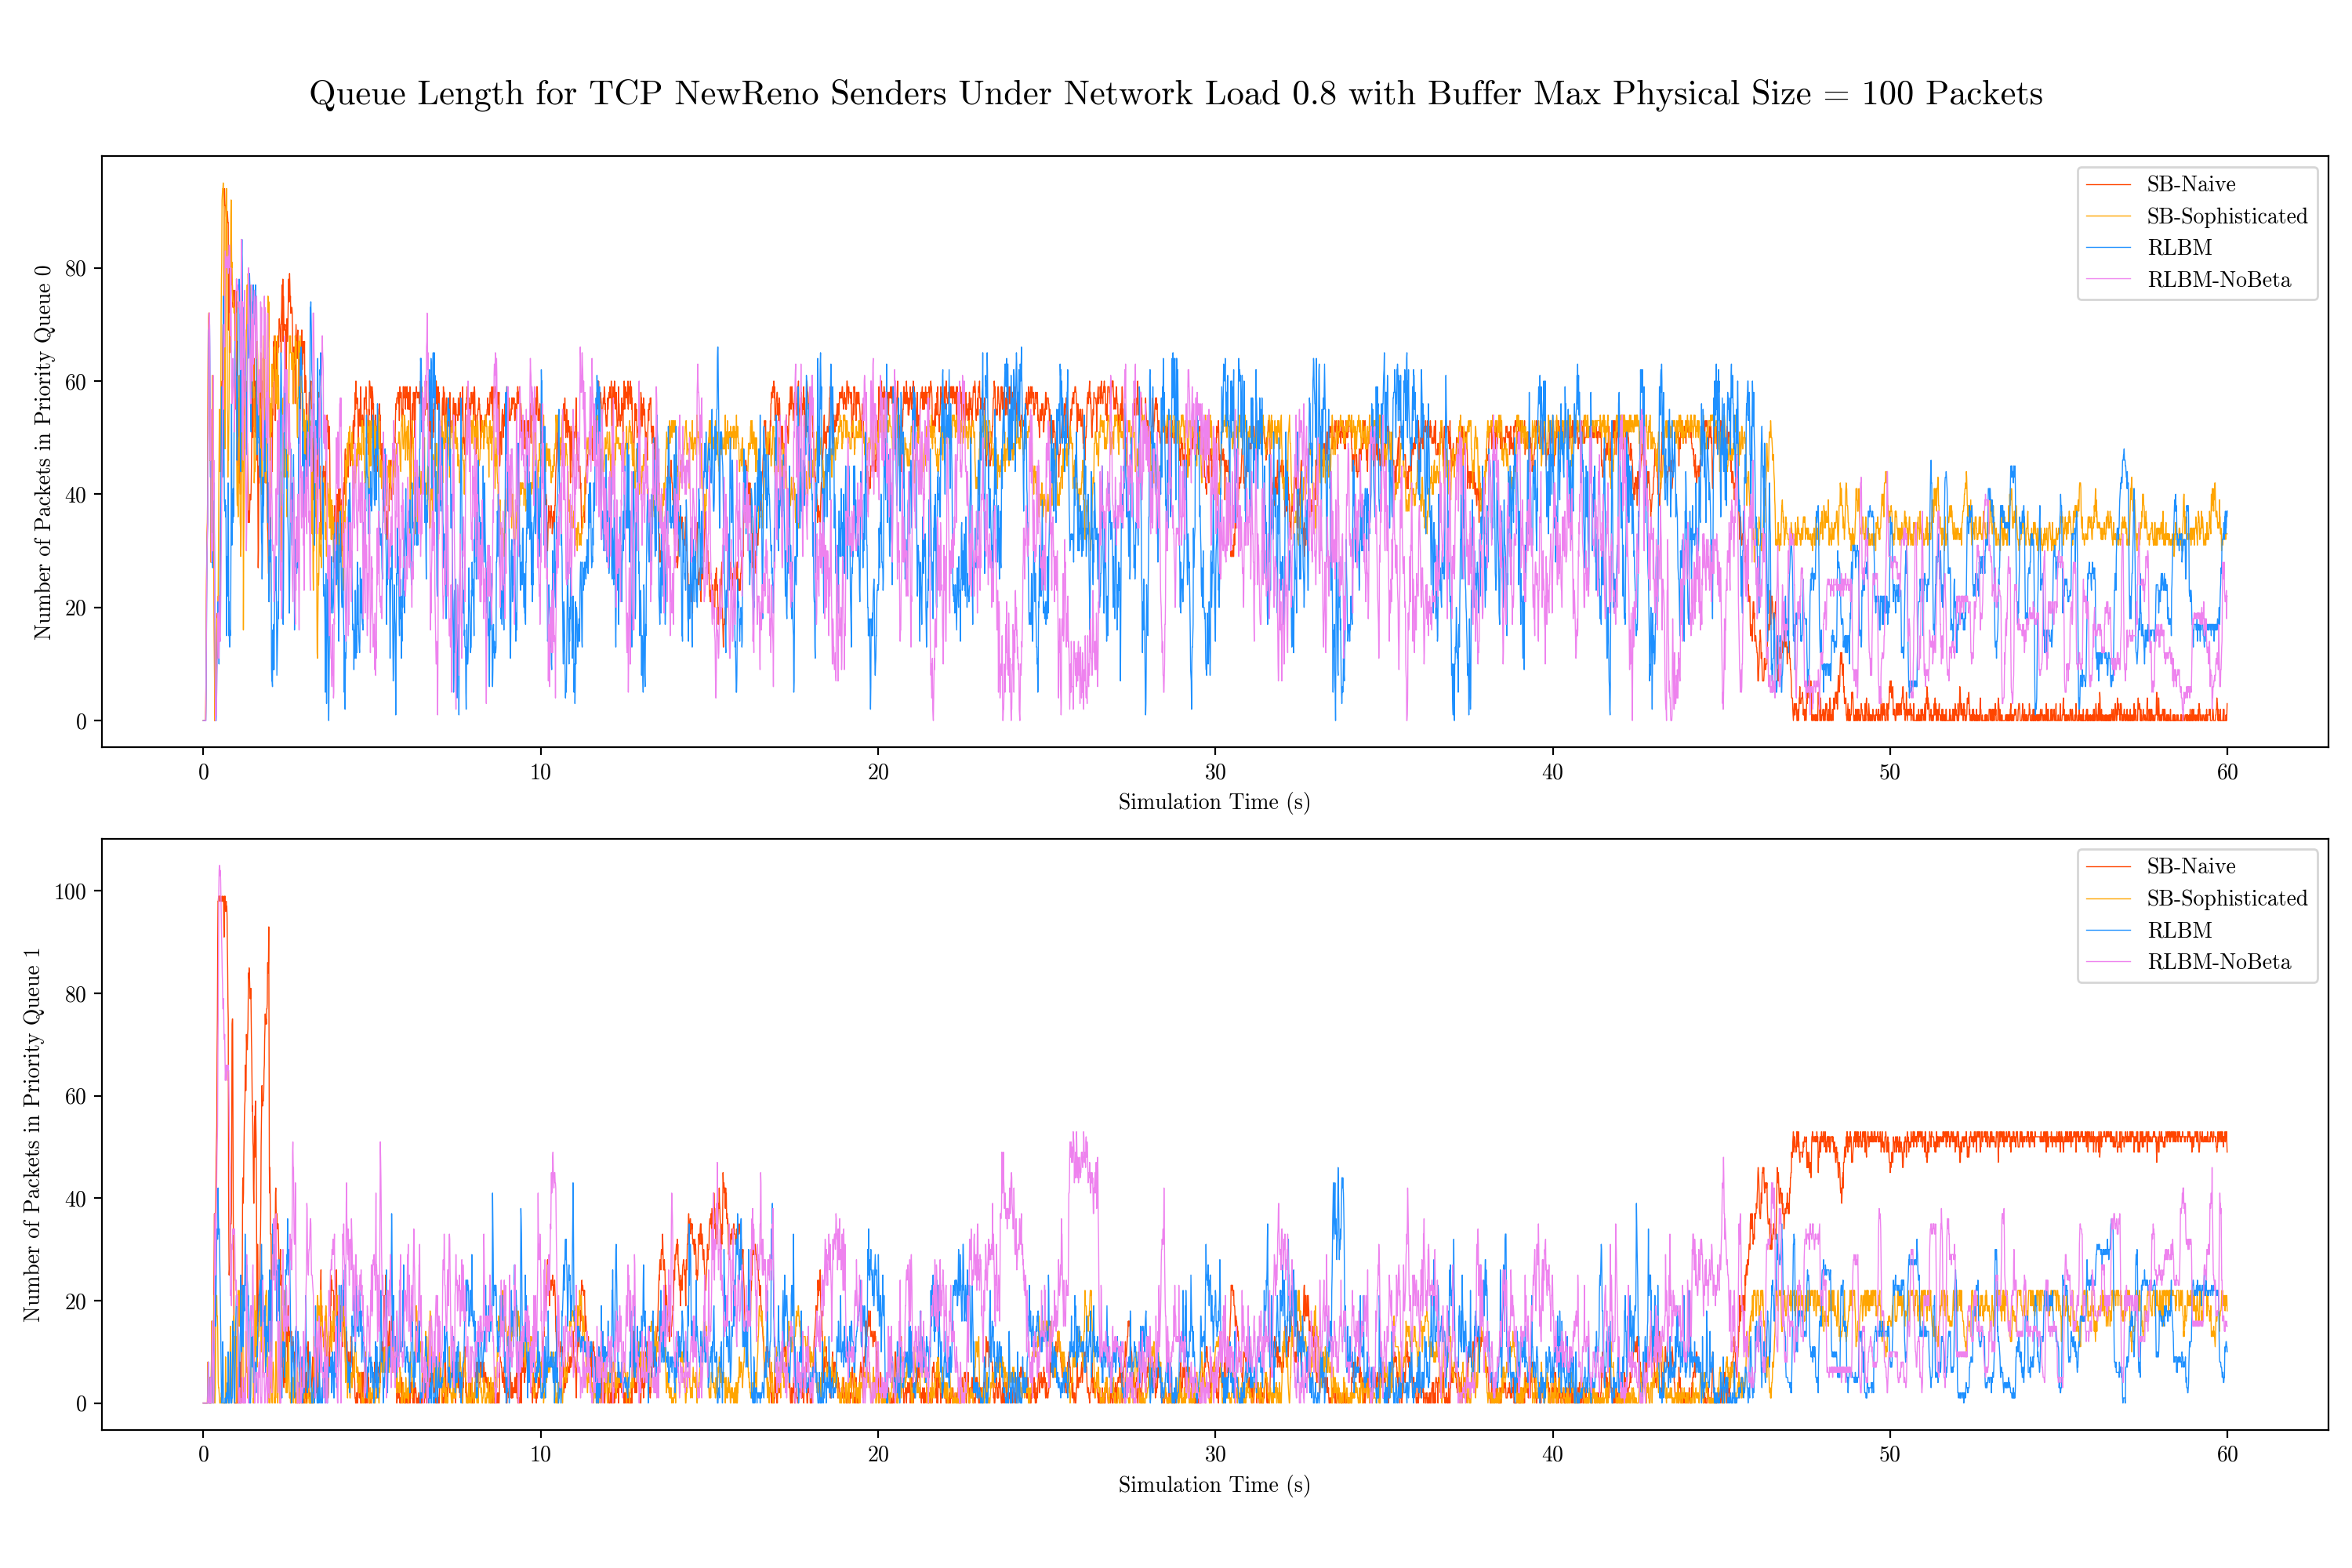 Queue Length for TCP NewReno Senders Under Network Load 0.8 with Buffer Max Physical Size = 100 Packets
Number of Packets in Priority Queue 0
80
60
40
20
0
SB-Naive
SB-Sophisticated
RLBM
RLBM-NoBeta
0 10 20 30 40 50 60
Simulation Time (s)
Number of Packets in Priority Queue 1
100
80
60
40
20
0
SB-Naive
SB-Sophisticated
RLBM
RLBM-NoBeta
0 10 20 30 40 50 60
Simulation Time (s)